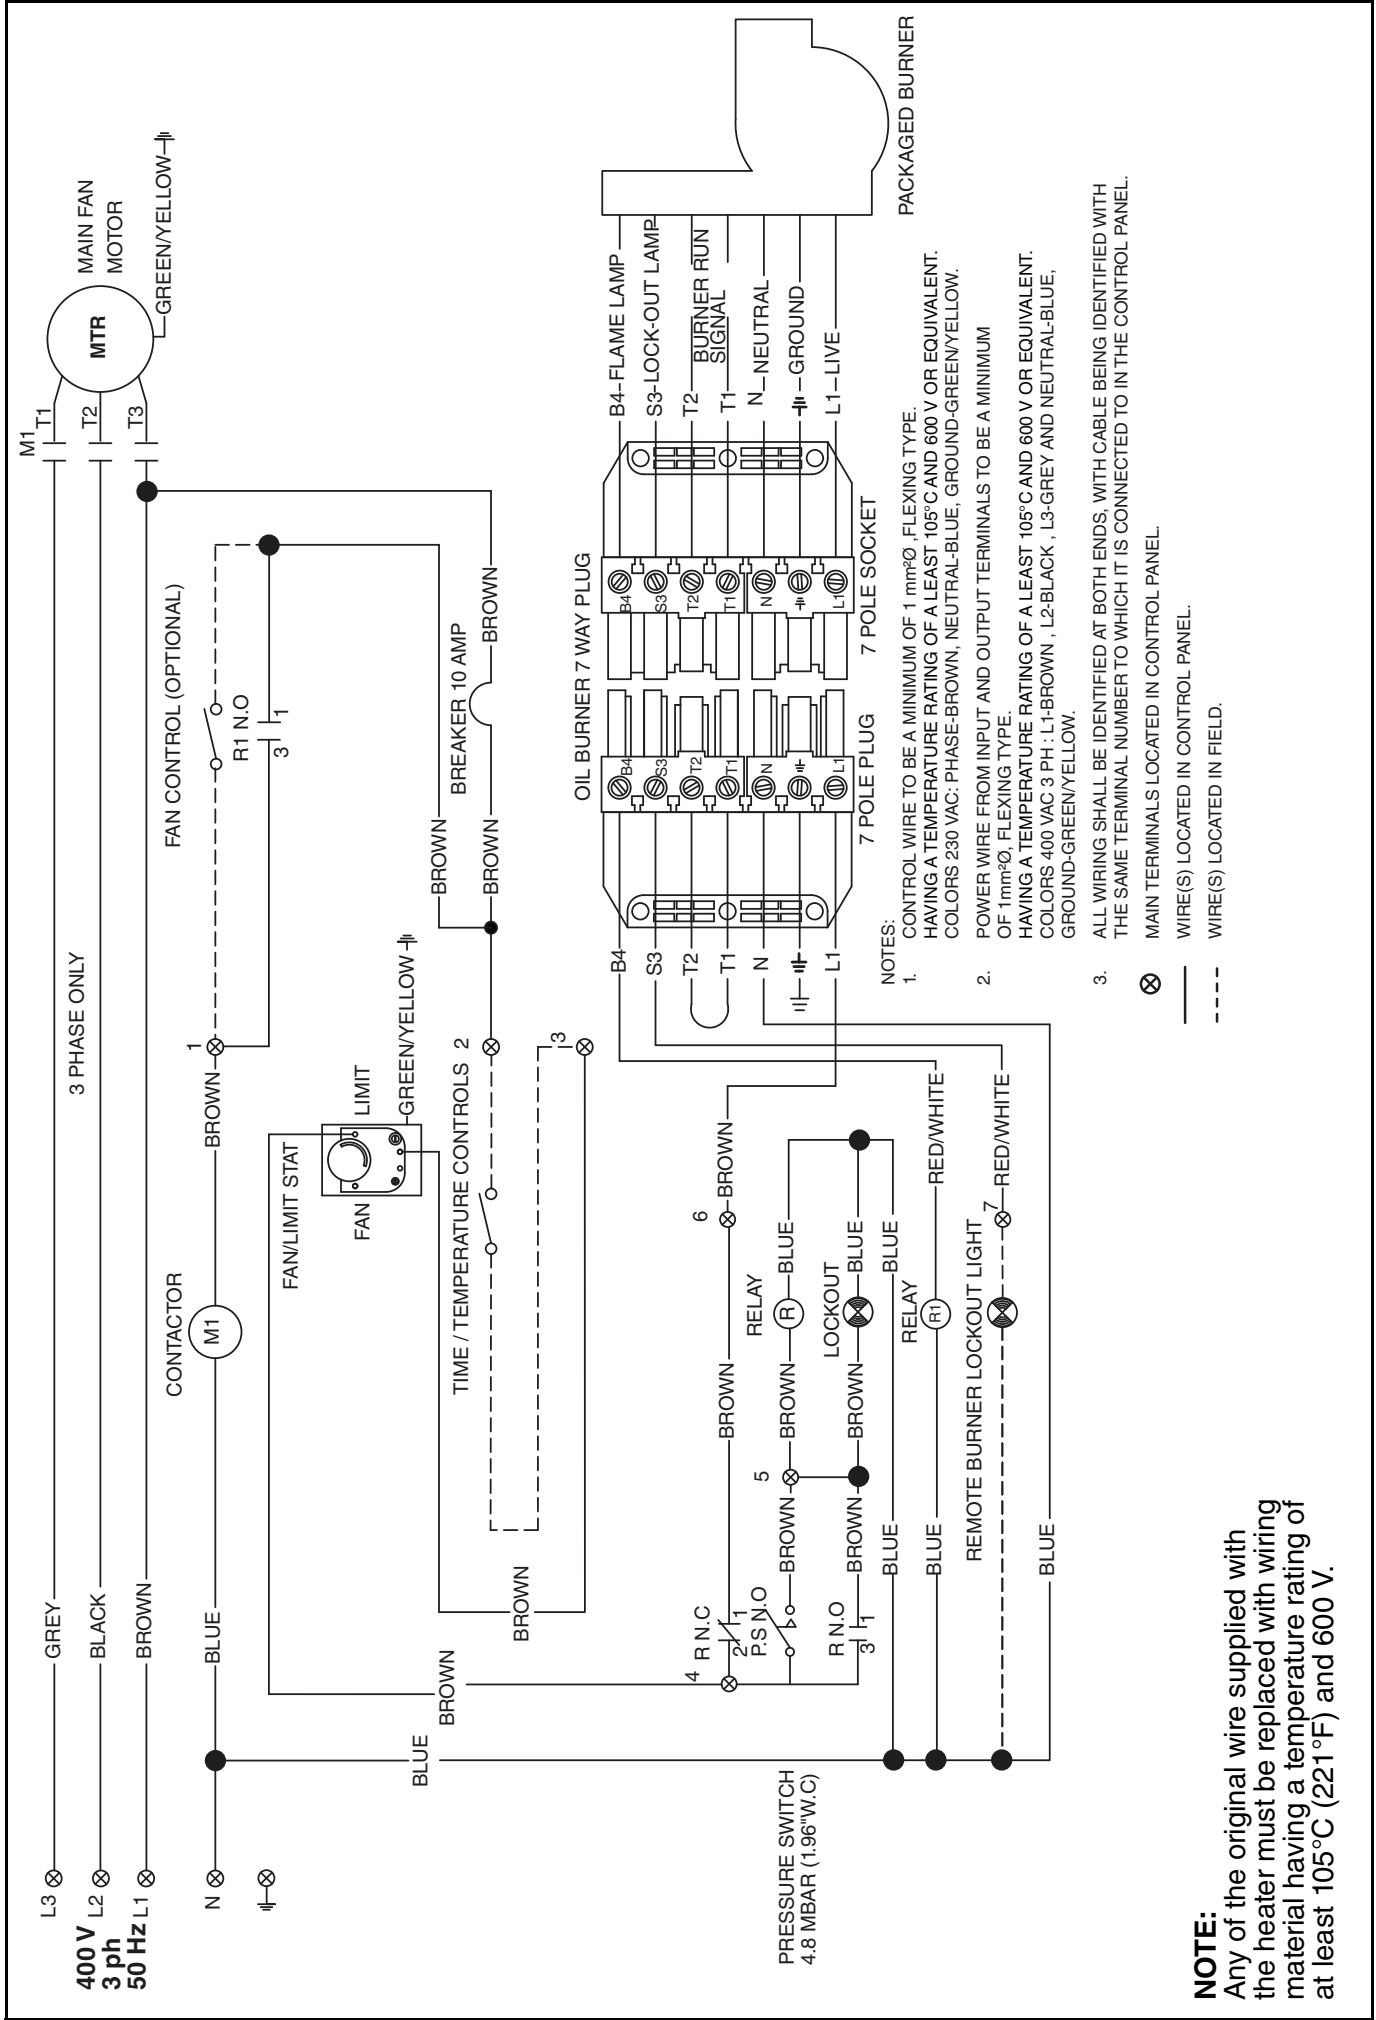 400 V
3 ph
50 Hz
L3
L2
L1
N
GREY
BLACK
BROWN
BLUE
3 PHASE ONLY
M1
T1
T2
T3
MTR
MAIN FAN
MOTOR
GREEN/YELLOW
CONTACTOR
M1
BROWN
1
FAN CONTROL (OPTIONAL)
R1 N.O
3
1
FAN/LIMIT STAT
FAN
LIMIT
GREEN/YELLOW
BROWN
BROWN
BREAKER 10 AMP
BROWN
TIME / TEMPERATURE CONTROLS
2
3
BROWN
BROWN
BLUE
OIL BURNER 7 WAY PLUG
B4
S3
T2
T1
N
L1
B4
S3
T2
T1
N
L1
B4
S3
T2
T1
N
L1
7 POLE PLUG
7 POLE SOCKET
B4
FLAME LAMP
S3
LOCK-OUT LAMP
T2
BURNER RUN
SIGNAL
T1
N
NEUTRAL
GROUND
L1
LIVE
PACKAGED BURNER
4
R N.C
2
1
BROWN
6
BROWN
P.S N.O
BROWN
5
BROWN
RELAY
R
BLUE
R N.O
3
1
BROWN
BROWN
LOCKOUT
BLUE
BLUE
BLUE
BLUE
RELAY
R1
RED/WHITE
REMOTE BURNER LOCKOUT LIGHT
7
RED/WHITE
BLUE
PRESSURE SWITCH
4.8 MBAR (1.96"W.C)
NOTES:
1. CONTROL WIRE TO BE A MINIMUM OF 1 mm²Ø ,FLEXING TYPE.
HAVING A TEMPERATURE RATING OF A LEAST 105°C AND 600 V OR EQUIVALENT.
COLORS 230 VAC: PHASE-BROWN, NEUTRAL-BLUE, GROUND-GREEN/YELLOW.
2. POWER WIRE FROM INPUT AND OUTPUT TERMINALS TO BE A MINIMUM
OF 1mm²Ø, FLEXING TYPE.
HAVING A TEMPERATURE RATING OF A LEAST 105°C AND 600 V OR EQUIVALENT.
COLORS 400 VAC 3 PH : L1-BROWN , L2-BLACK , L3-GREY AND NEUTRAL-BLUE,
GROUND-GREEN/YELLOW.
3. ALL WIRING SHALL BE IDENTIFIED AT BOTH ENDS, WITH CABLE BEING IDENTIFIED WITH
THE SAME TERMINAL NUMBER TO WHICH IT IS CONNECTED TO IN THE CONTROL PANEL.
MAIN TERMINALS LOCATED IN CONTROL PANEL.
WIRE(S) LOCATED IN CONTROL PANEL.
WIRE(S) LOCATED IN FIELD.
NOTE:
Any of the original wire supplied with
the heater must be replaced with wiring
material having a temperature rating of
at least 105°C (221°F) and 600 V.